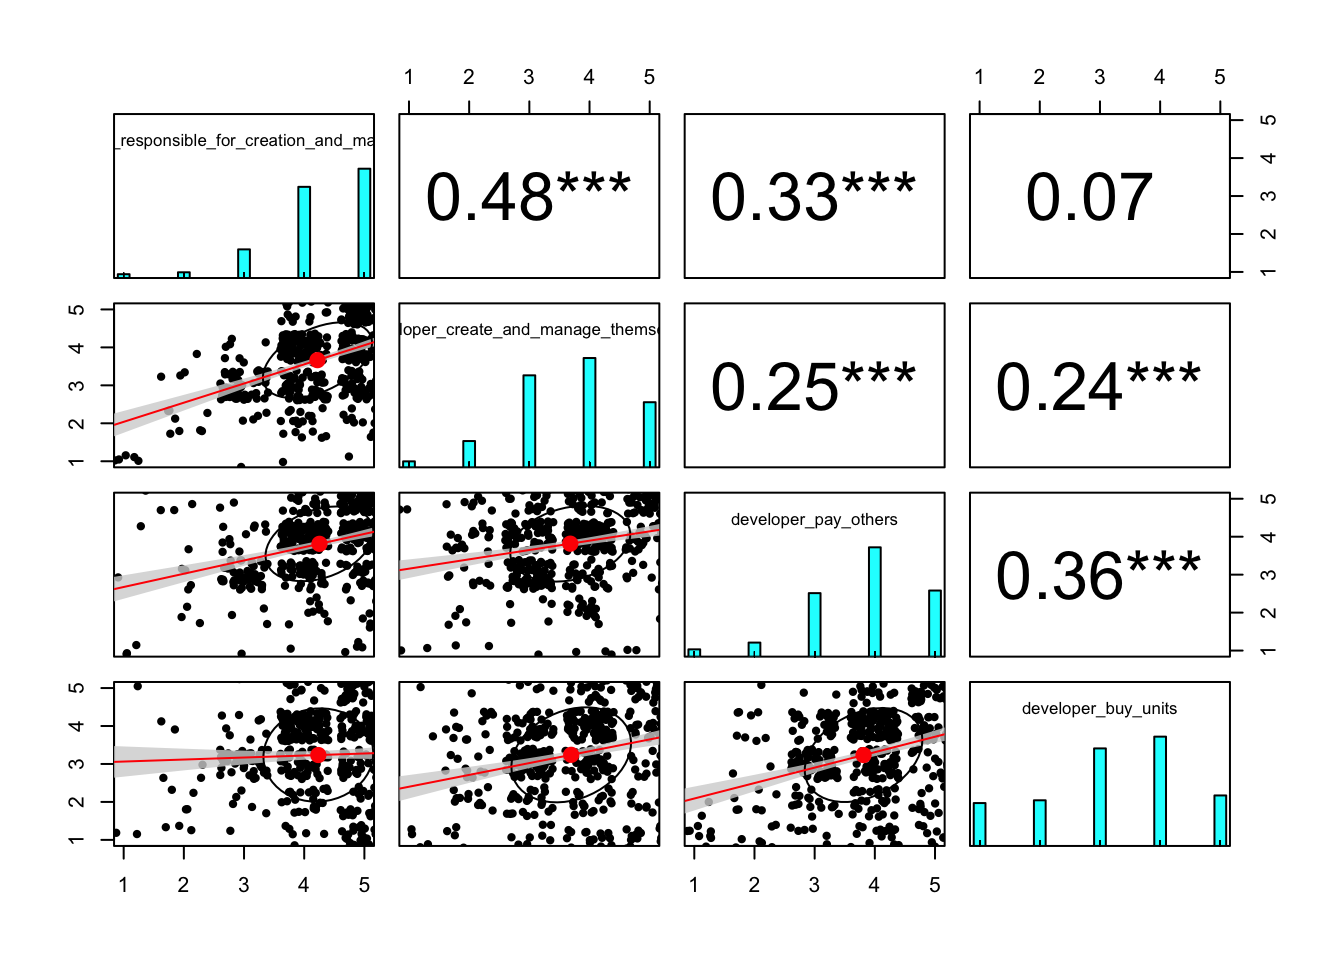 1 2 3 4 5 1 2 3 4 5
_responsible_for_creation_and_ma
0.48***
0.33***
0.07
5 4 3 2 1
5 4 3 2 1
loper_create_and_manage_themse
0.25***
0.24***
developer_pay_others
0.36***
5 4 3 2 1
5 4 3 2 1
developer_buy_units
1 2 3 4 5 1 2 3 4 5